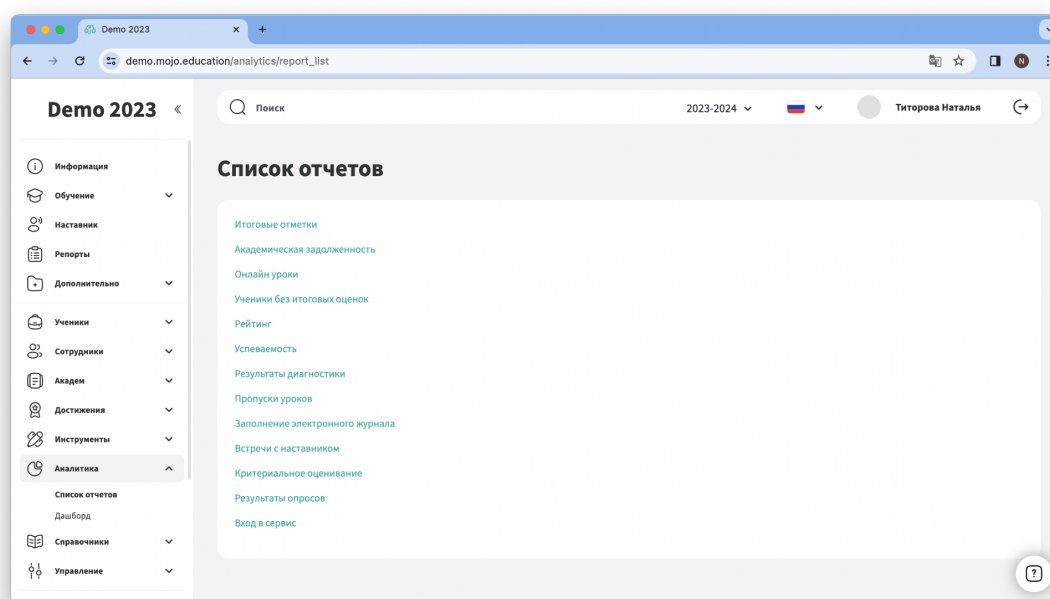 Demo 2023
demo.mojo.education/analytics/report_list
N
Demo 2023
Поиск
2023-2024
Титорова Наталья
Информация
Обучение
Наставник
Репорты
Дополнительно
Ученики
Сотрудники
Академ
Достижения
Инструменты
Аналитика
Список отчетов
Дашборд
Справочники
Управление
Список отчетов
Итоговые отметки
Академическая задолженность
Онлайн уроки
Ученики без итоговых оценок
Рейтинг
Успеваемость
Результаты диагностики
Пропуски уроков
Заполнение электронного журнала
Встречи с наставником
Критериальное оценивание
Результаты опросов
Вход в сервис
?